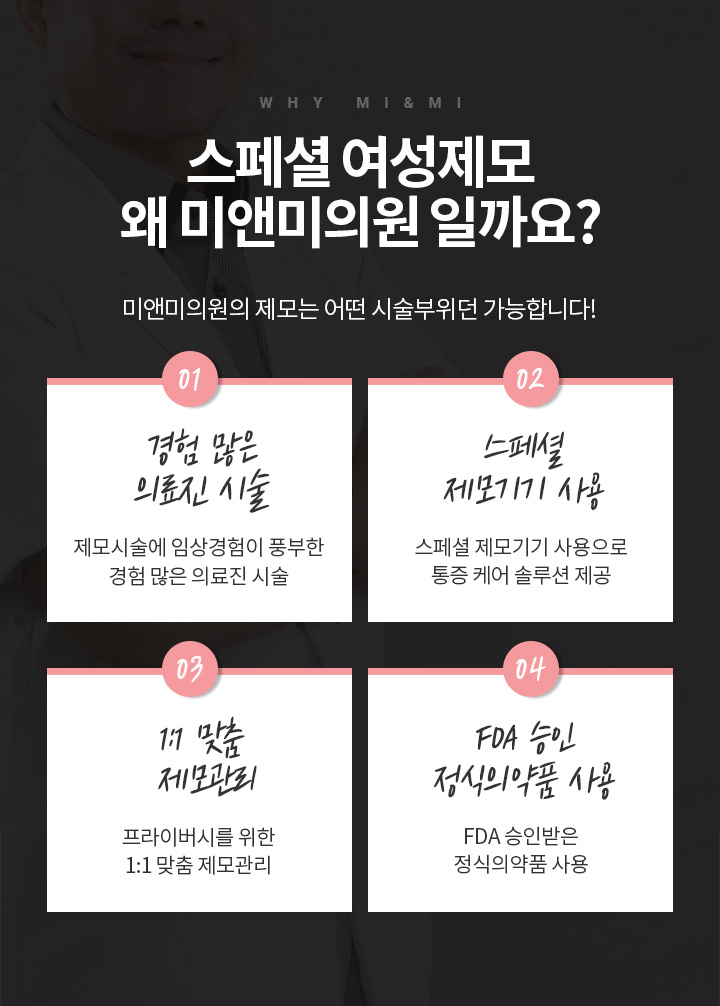 WHY MI&MI
스페셜 여성제모
왜 미앤미의원 일까요?
미앤미의원의 제모는 어떤 시술부위던 가능합니다!
01
경험 많은
의료진 시술
제모시술에 임상경험이 풍부한
경험 많은 의료진 시술
02
스페셜
제모기기 사용
스페셜 제모기기 사용으로
통증 케어 솔루션 제공
03
1:1 맞춤
제모관리
프라이버시를 위한
1:1 맞춤 제모관리
04
FDA 승인
정식의약품 사용
FDA 승인받은
정식의약품 사용